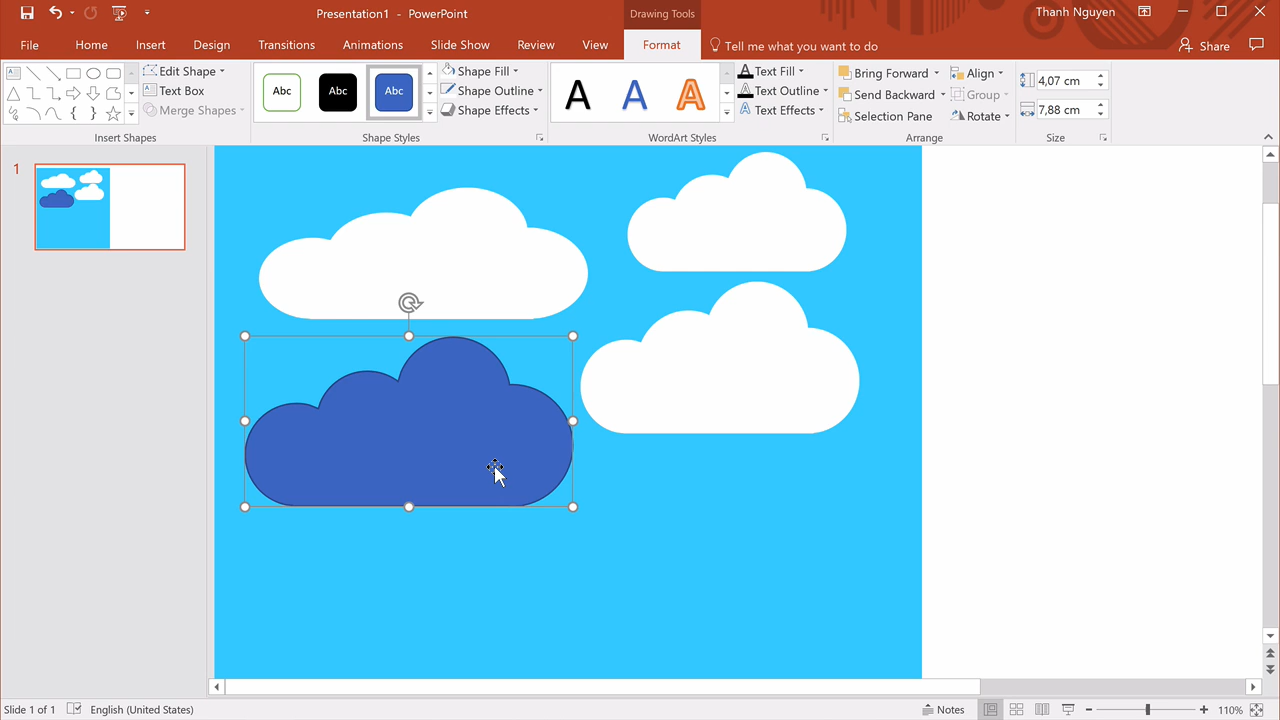 Presentation1 - PowerPoint
Drawing Tools
Thanh Nguyen
File Home Insert Design Transitions Animations Slide Show Review View Format Tell me what you want to do Share
Edit Shape
Text Box
Merge Shapes
Insert Shapes
Abc Abc Abc
Shape Fill
Shape Outline
Shape Effects
Shape Styles
A A A
Text Fill
Text Outline
Text Effects
WordArt Styles
Bring Forward
Send Backward
Selection Pane
Align
Group
Rotate
Arrange
4,07 cm
7,88 cm
Size
1
Slide 1 of 1 English (United States) Notes 110%